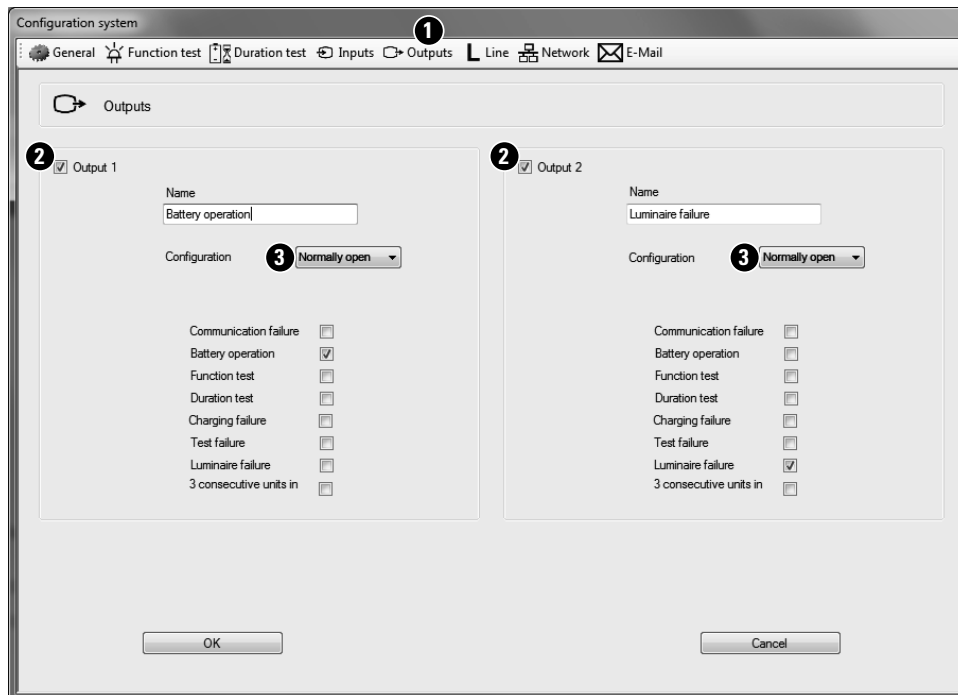 Configuration system
1
General Function test Duration test Inputs Outputs L Line Network E-Mail
Outputs
2 Output 1
Name
Battery operation
Configuration 3 Normally open
Communication failure
Battery operation
Function test
Duration test
Charging failure
Test failure
Luminaire failure
3 consecutive units in
2 Output 2
Name
Luminaire failure
Configuration 3 Normally open
Communication failure
Battery operation
Function test
Duration test
Charging failure
Test failure
Luminaire failure
3 consecutive units in
OK
Cancel